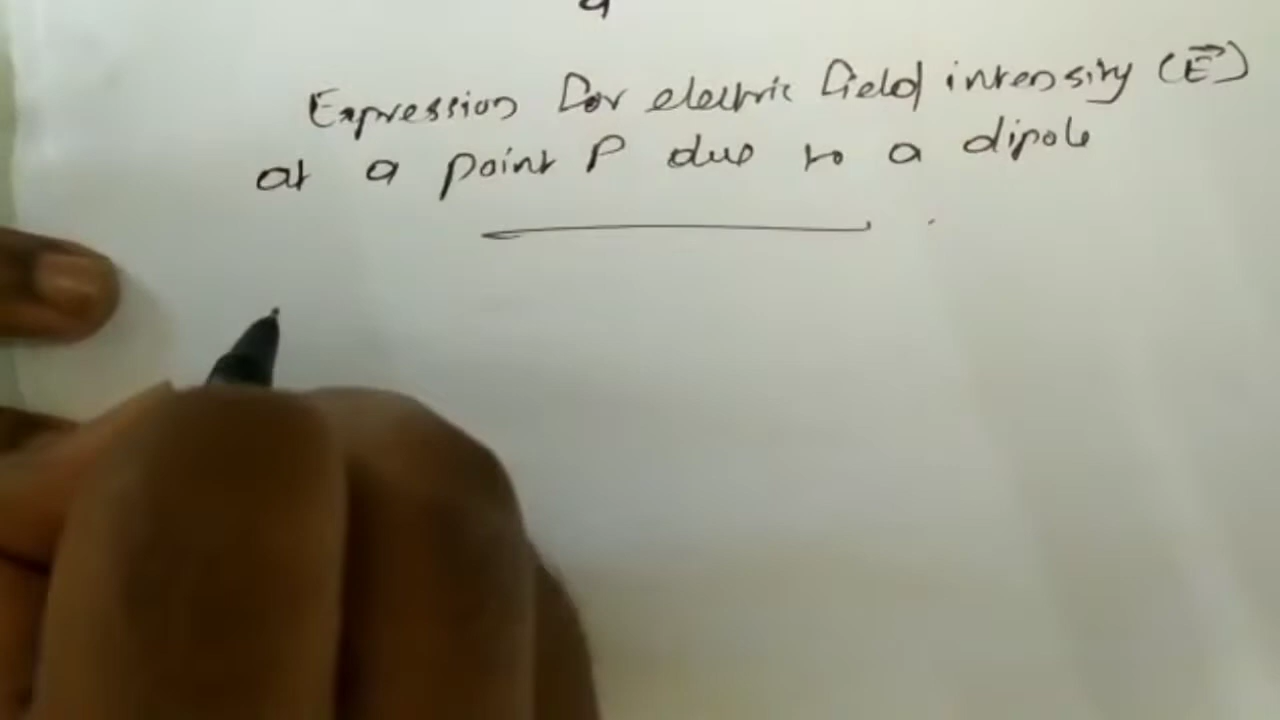 Expression for electric field intensity (E⃗)
at a point P due to a dipole